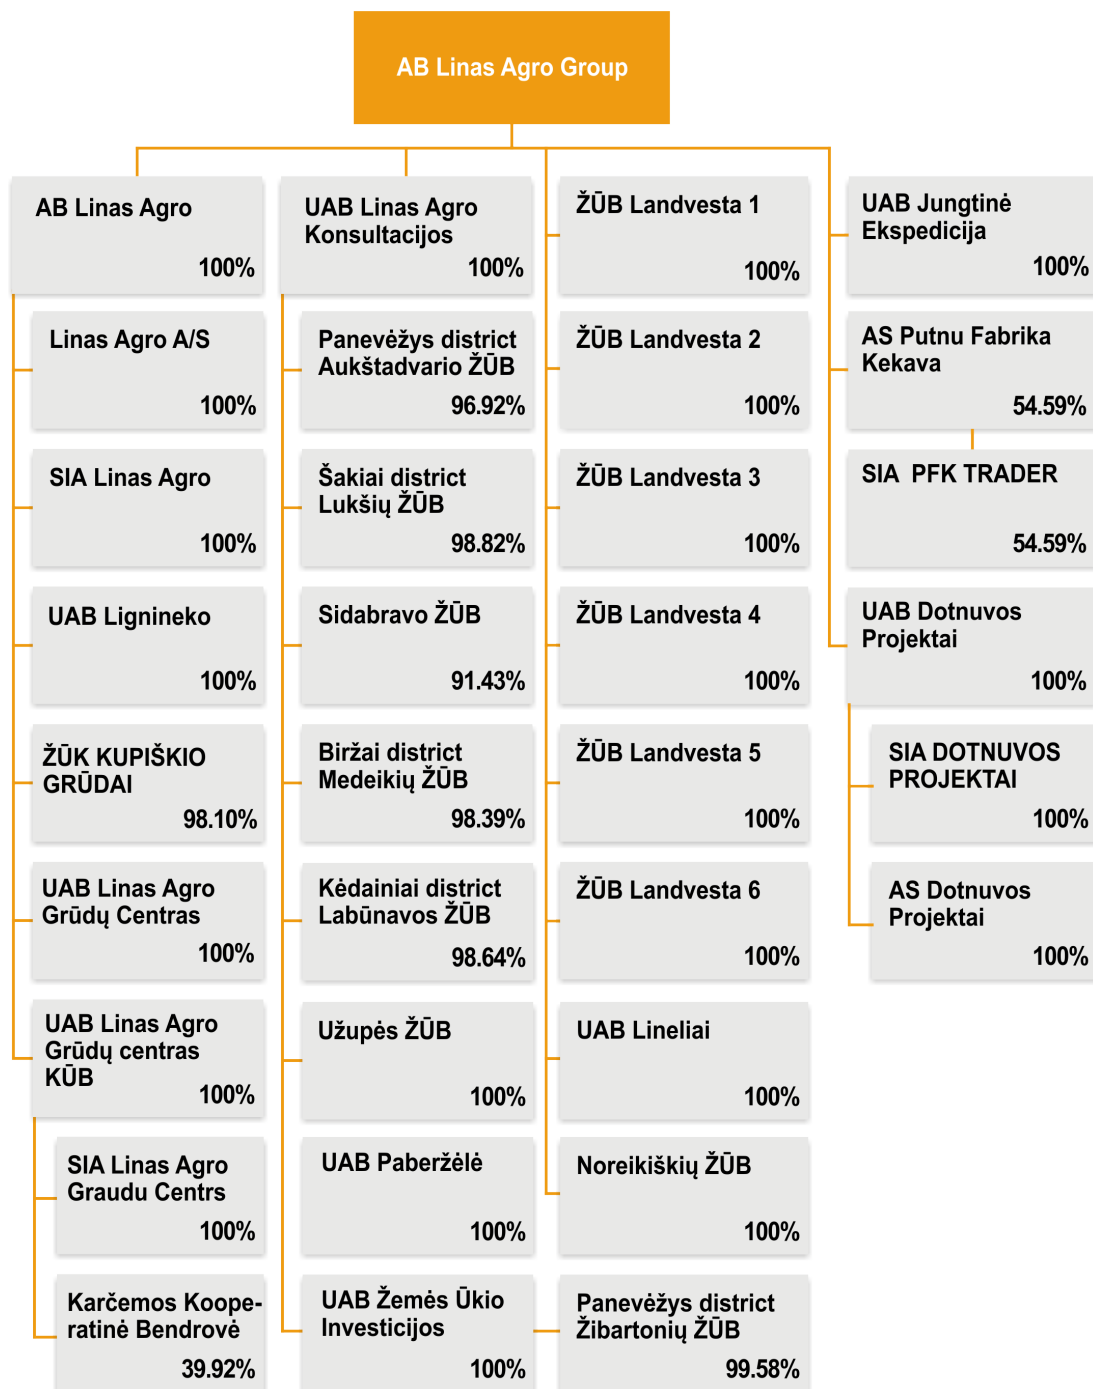 AB Linas Agro Group
AB Linas Agro
100%
Linas Agro A/S
100%
SIA Linas Agro
100%
UAB Lignineko
100%
ŽŪK KUPIŠKIO
GRŪDAI
98.10%
UAB Linas Agro
Grūdų Centras
100%
UAB Linas Agro
Grūdų centras
KŪB
100%
SIA Linas Agro
Graudu Centrs
100%
Karčemos Koope-
ratinė Bendrovė
39.92%
UAB Linas Agro
Konsultacijos
100%
Panevėžys district
Aukštadvario ŽŪB
96.92%
Šakiai district
Lukšių ŽŪB
98.82%
Sidabravo ŽŪB
91.43%
Biržai district
Medeikių ŽŪB
98.39%
Kėdainiai district
Labūnavos ŽŪB
98.64%
Užupės ŽŪB
100%
UAB Paberžėlė
100%
UAB Žemės Ūkio
Investicijos
100%
ŽŪB Landvesta 1
100%
ŽŪB Landvesta 2
100%
ŽŪB Landvesta 3
100%
ŽŪB Landvesta 4
100%
ŽŪB Landvesta 5
100%
ŽŪB Landvesta 6
100%
UAB Lineliai
100%
Noreikiškių ŽŪB
100%
Panevėžys district
Žibartonių ŽŪB
99.58%
UAB Jungtinė
Ekspedicija
100%
AS Putnu Fabrika
Kekava
54.59%
SIA PFK TRADER
54.59%
UAB Dotnuvos
Projektai
100%
SIA DOTNUVOS
PROJEKTAI
100%
AS Dotnuvos
Projektai
100%